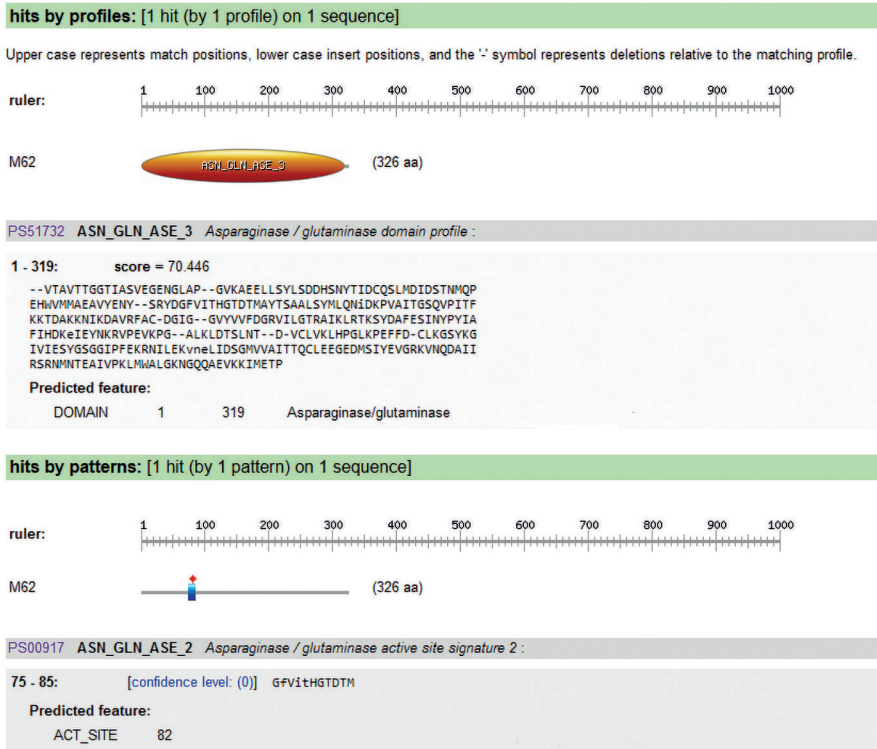 hits by profiles: [1 hit (by 1 profile) on 1 sequence]
Upper case represents match positions, lower case insert positions, and the '-' symbol represents deletions relative to the matching profile.
1 100 200 300 400 500 600 700 800 900 1000
ruler:
M62 ASN_GLN_ASE_3 (326 aa)
PS51732 ASN_GLN_ASE_3 Asparaginase / glutaminase domain profile :
1 - 319: score = 70.446
--VTAVTTGGTIASVEGENGLAP--GVKAEELLSYLSDDHSNYTIDCQSLMDIDSTNMQP
EHWVMMAEAVYENY--SRYDGFVITHGTDTMAYTSAALSYMLQNiDKPVAITGSQVPITF
KKTDAKKNIKDAVRFAC-DGIG--GVYVVFDGRVILGTRAIKLRTKSYDAFESINYPYIA
FIHDKeIEYNKRVPEVKPG--ALKLDTSLNT--D-VCLVKLHPGLKPEFFD-CLKGSYKG
IVIESYGSGGIPFEKRNILEKvneLIDSGMVVAITTQCLEEGEDMSIYEVGRKVNQDAII
RSRNMNTEAIVPKLMWALGKNGQQAEVKKIMETP
Predicted feature:
DOMAIN 1 319 Asparaginase/glutaminase
hits by patterns: [1 hit (by 1 pattern) on 1 sequence]
1 100 200 300 400 500 600 700 800 900 1000
ruler:
M62 (326 aa)
PS00917 ASN_GLN_ASE_2 Asparaginase / glutaminase active site signature 2 :
75 - 85: [confidence level: (0)] GfVitHGTDTM
Predicted feature:
ACT_SITE 82